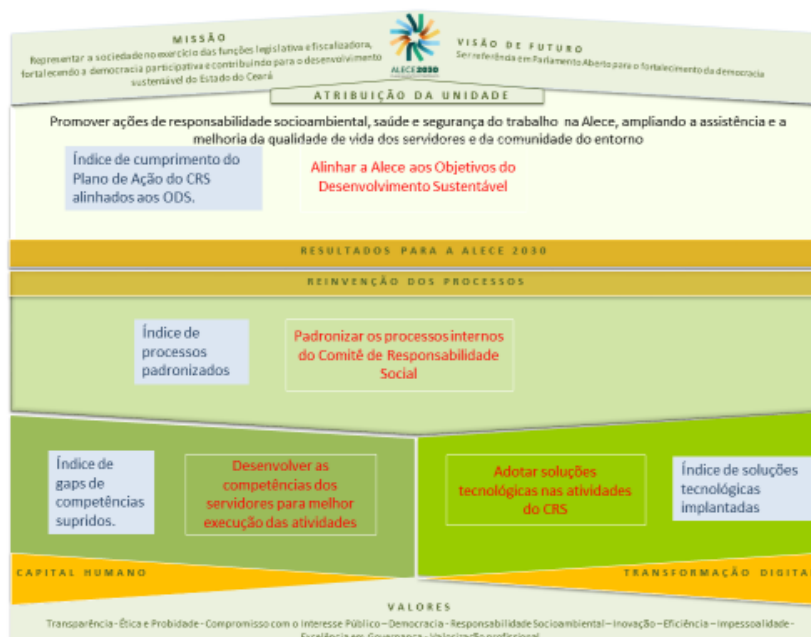 MISSÃO
Representar a sociedade no exercício das funções legislativa e fiscalizadora,
fortalecendo a democracia participativa e contribuindo para o desenvolvimento
sustentável do Estado do Ceará
ALECE2030
VISÃO DE FUTURO
Ser referência em Parlamento Aberto para o fortalecimento da democracia
ATRIBUIÇÃO DA UNIDADE
Promover ações de responsabilidade socioambiental, saúde e segurança do trabalho na Alece, ampliando a assistência e a
melhoria da qualidade de vida dos servidores e da comunidade do entorno
Índice de cumprimento do
Plano de Ação do CRS
alinhados aos ODS.
Alinhar a Alece aos Objetivos do
Desenvolvimento Sustentável
RESULTADOS PARA A ALECE 2030
REINVENÇÃO DOS PROCESSOS
Índice de
processos
padronizados
Padronizar os processos internos
do Comitê de Responsabilidade
Social
Índice de
gaps de
competências
supridos.
Desenvolver as
competências dos
servidores para melhor
execução das atividades
Adotar soluções
tecnológicas nas atividades
do CRS
Índice de soluções
tecnológicas
implantadas
CAPITAL HUMANO
TRANSFORMAÇÃO DIGITAL
VALORES
Transparência - Ética e Probidade - Compromisso com o Interesse Público – Democracia - Responsabilidade Socioambiental – Inovação – Eficiência – Impessoalidade -
Excelência em Governança - Valorização profissional